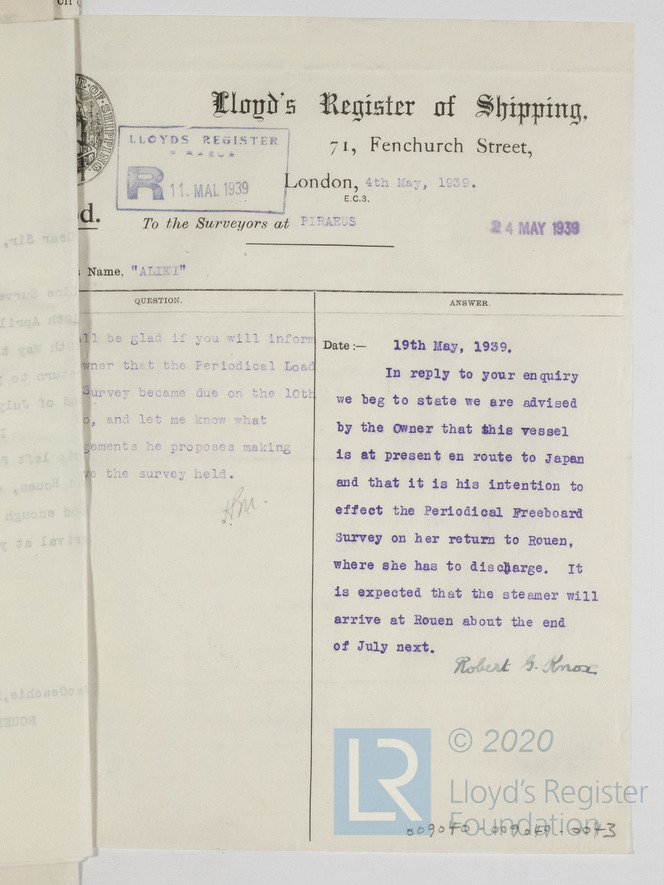 Lloyd's Register of Shipping.
71, Fenchurch Street,
LLOYDS REGISTER
R 11. MAI. 1939
London, 4th May, 1939.
E.C.3.
d.
To the Surveyors at PIRAEUS
24 MAY 1939
Name, "ALIKI"
QUESTION.
ll be glad if you will inform
wner that the Periodical Load
Survey became due on the 10th
o, and let me know what
gements he proposes making
ve the survey held.
ANSWER.
Date :— 19th May, 1939.
In reply to your enquiry
we beg to state we are advised
by the Owner that this vessel
is at present en route to Japan
and that it is his intention to
effect the Periodical Freeboard
Survey on her return to Rouen,
where she has to discharge. It
is expected that the steamer will
arrive at Rouen about the end
of July next.
Robert G. Knox
LR
© 2020
Lloyd's Register
Foundation
009040-009049-0043